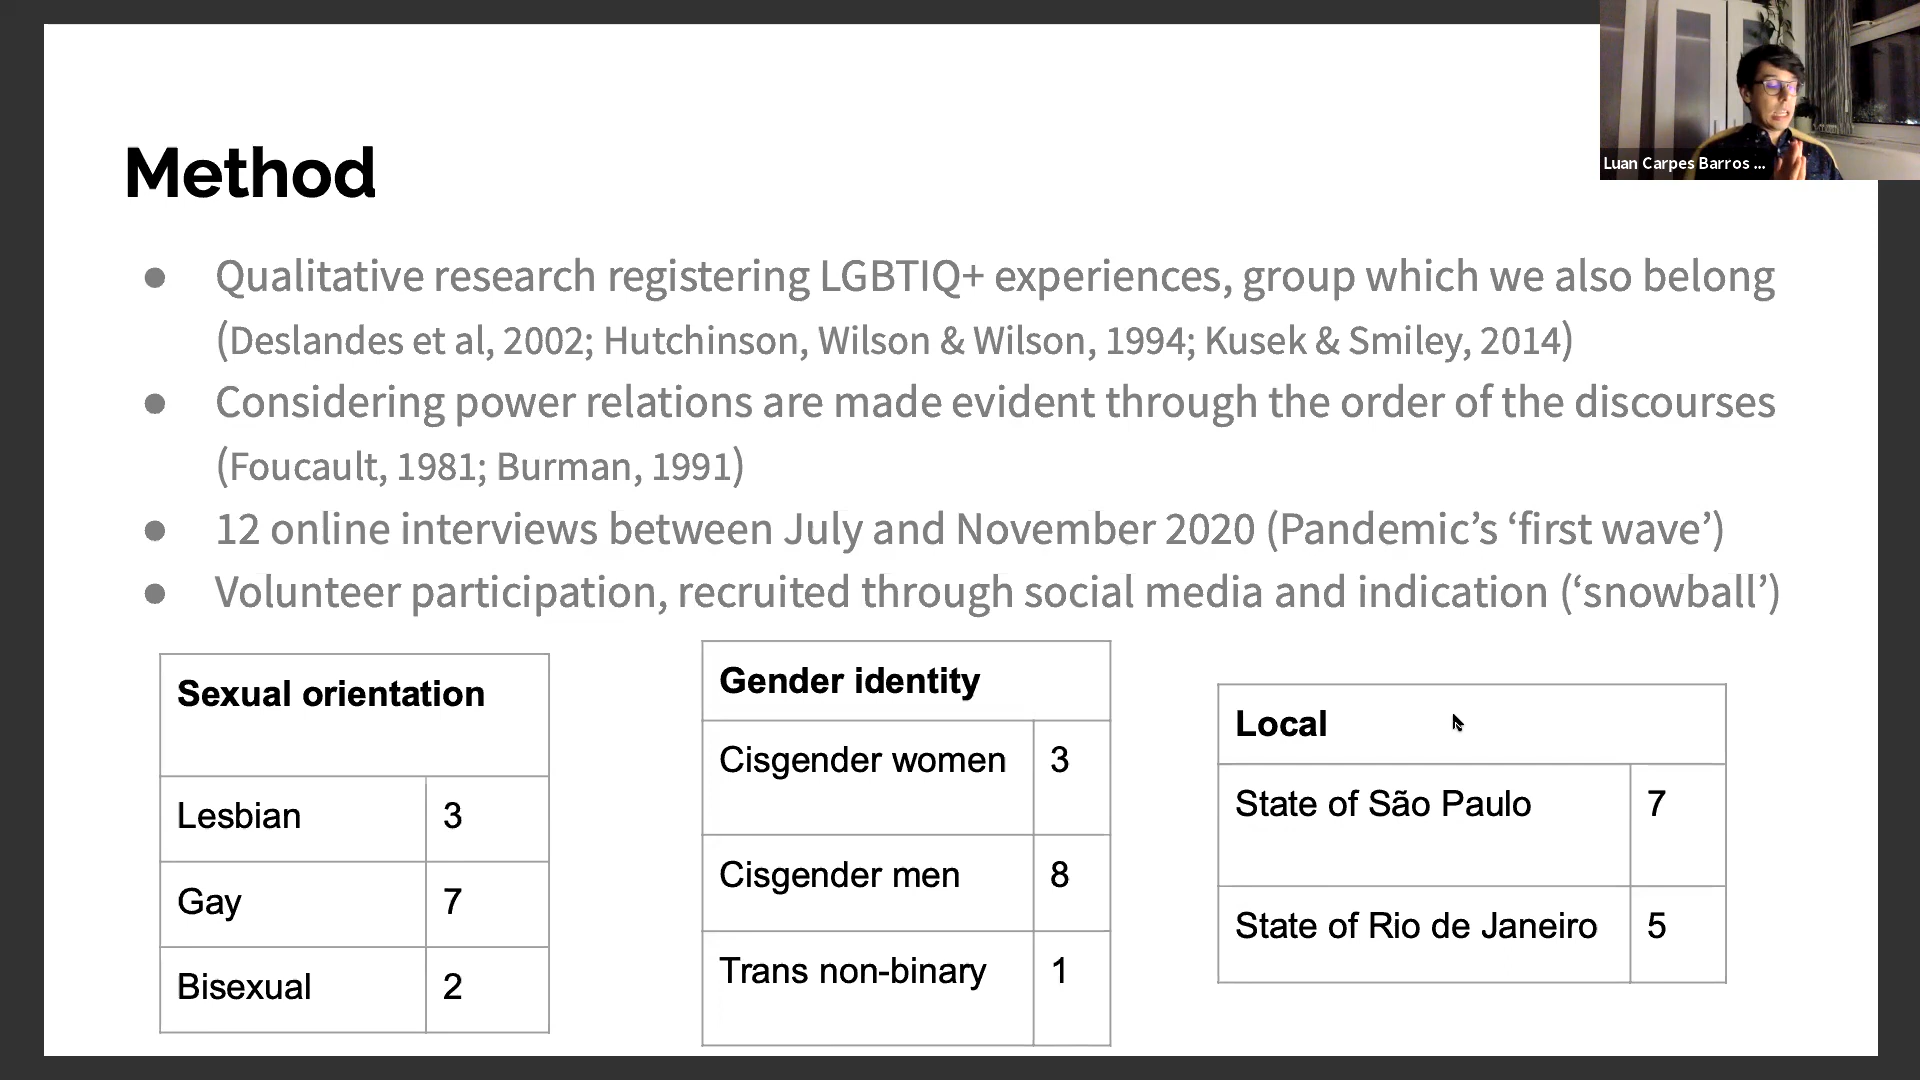 Luan Carpes Barros ...
Method
● Qualitative research registering LGBTIQ+ experiences, group which we also belong
(Deslandes et al, 2002; Hutchinson, Wilson & Wilson, 1994; Kusek & Smiley, 2014)
● Considering power relations are made evident through the order of the discourses
(Foucault, 1981; Burman, 1991)
● 12 online interviews between July and November 2020 (Pandemic’s ‘first wave’)
● Volunteer participation, recruited through social media and indication (‘snowball’)
Sexual orientation
Lesbian 3
Gay 7
Bisexual 2
Gender identity
Cisgender women 3
Cisgender men 8
Trans non-binary 1
Local
State of São Paulo 7
State of Rio de Janeiro 5